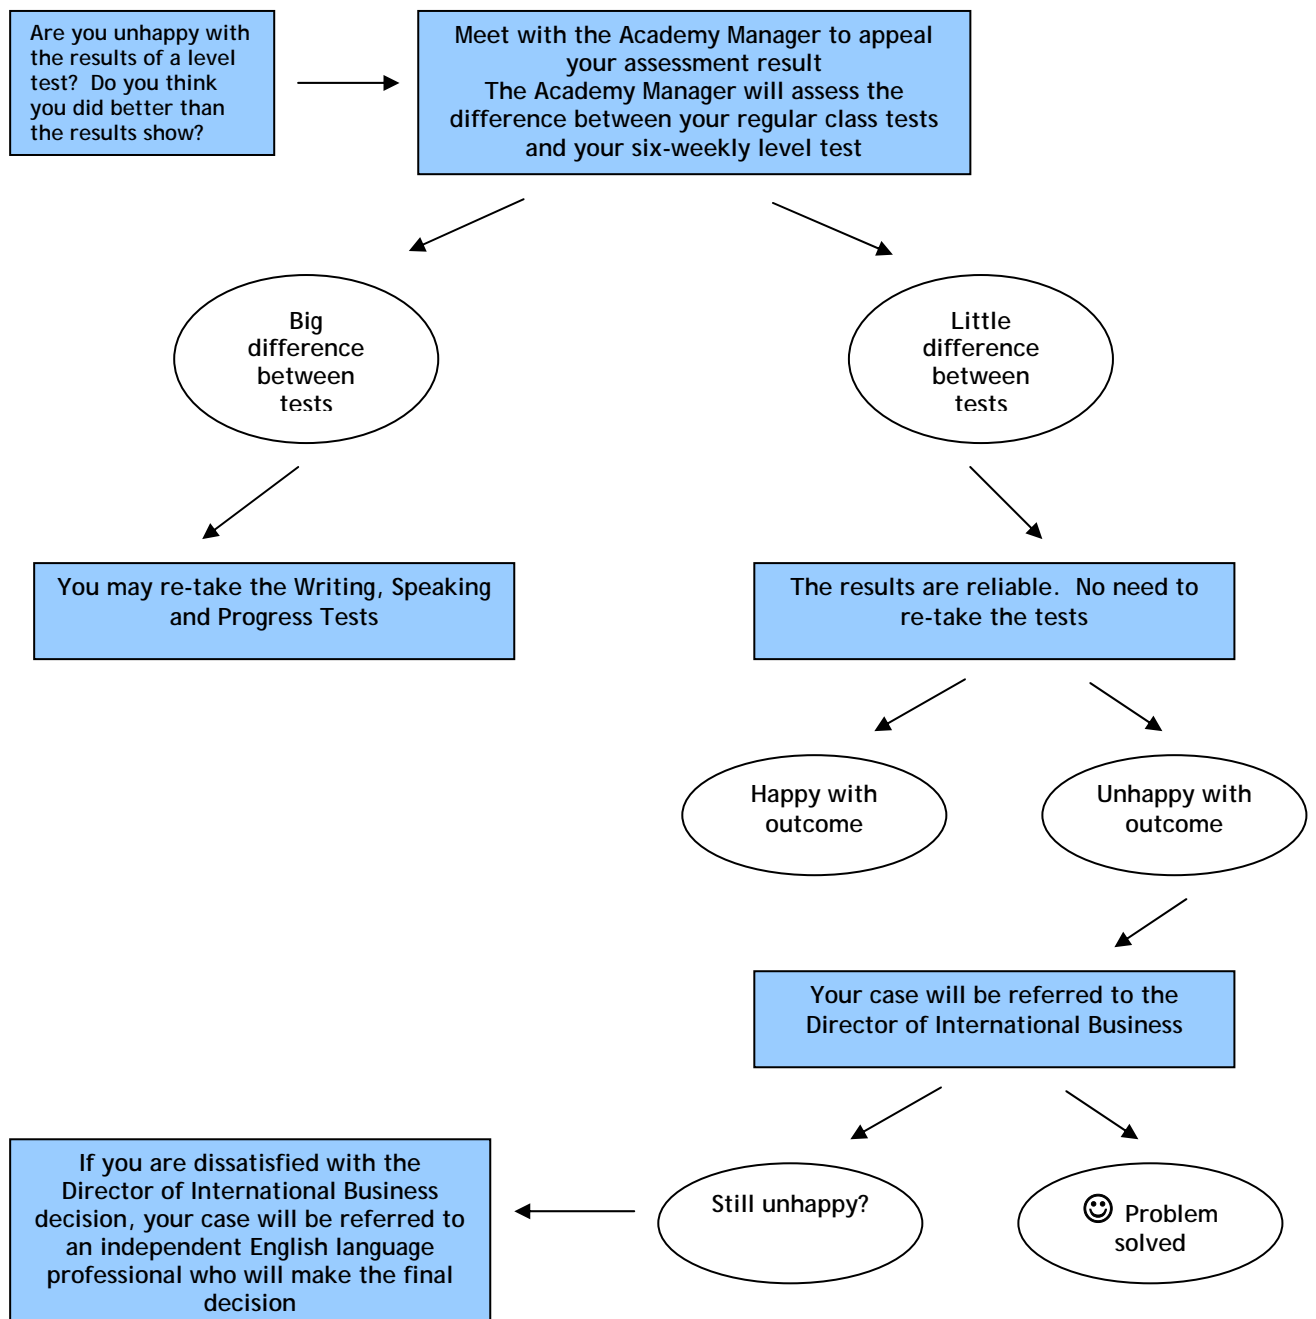 Are you unhappy with
the results of a level
test? Do you think
you did better than
the results show?
Meet with the Academy Manager to appeal
your assessment result
The Academy Manager will assess the
difference between your regular class tests
and your six-weekly level test
Big
difference
between
tests
Little
difference
between
tests
You may re-take the Writing, Speaking
and Progress Tests
The results are reliable. No need to
re-take the tests
Happy with
outcome
Unhappy with
outcome
Your case will be referred to the
Director of International Business
If you are dissatisfied with the
Director of International Business
decision, your case will be referred to
an independent English language
professional who will make the final
decision
Still unhappy?
☺ Problem
solved